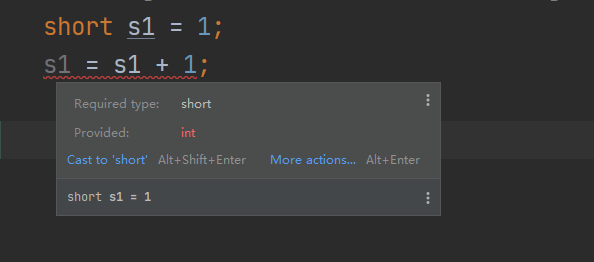 short s1 = 1;
s1 = s1 + 1;
Required type: short
Provided: int
Cast to 'short' Alt+Shift+Enter More actions... Alt+Enter
short s1 = 1